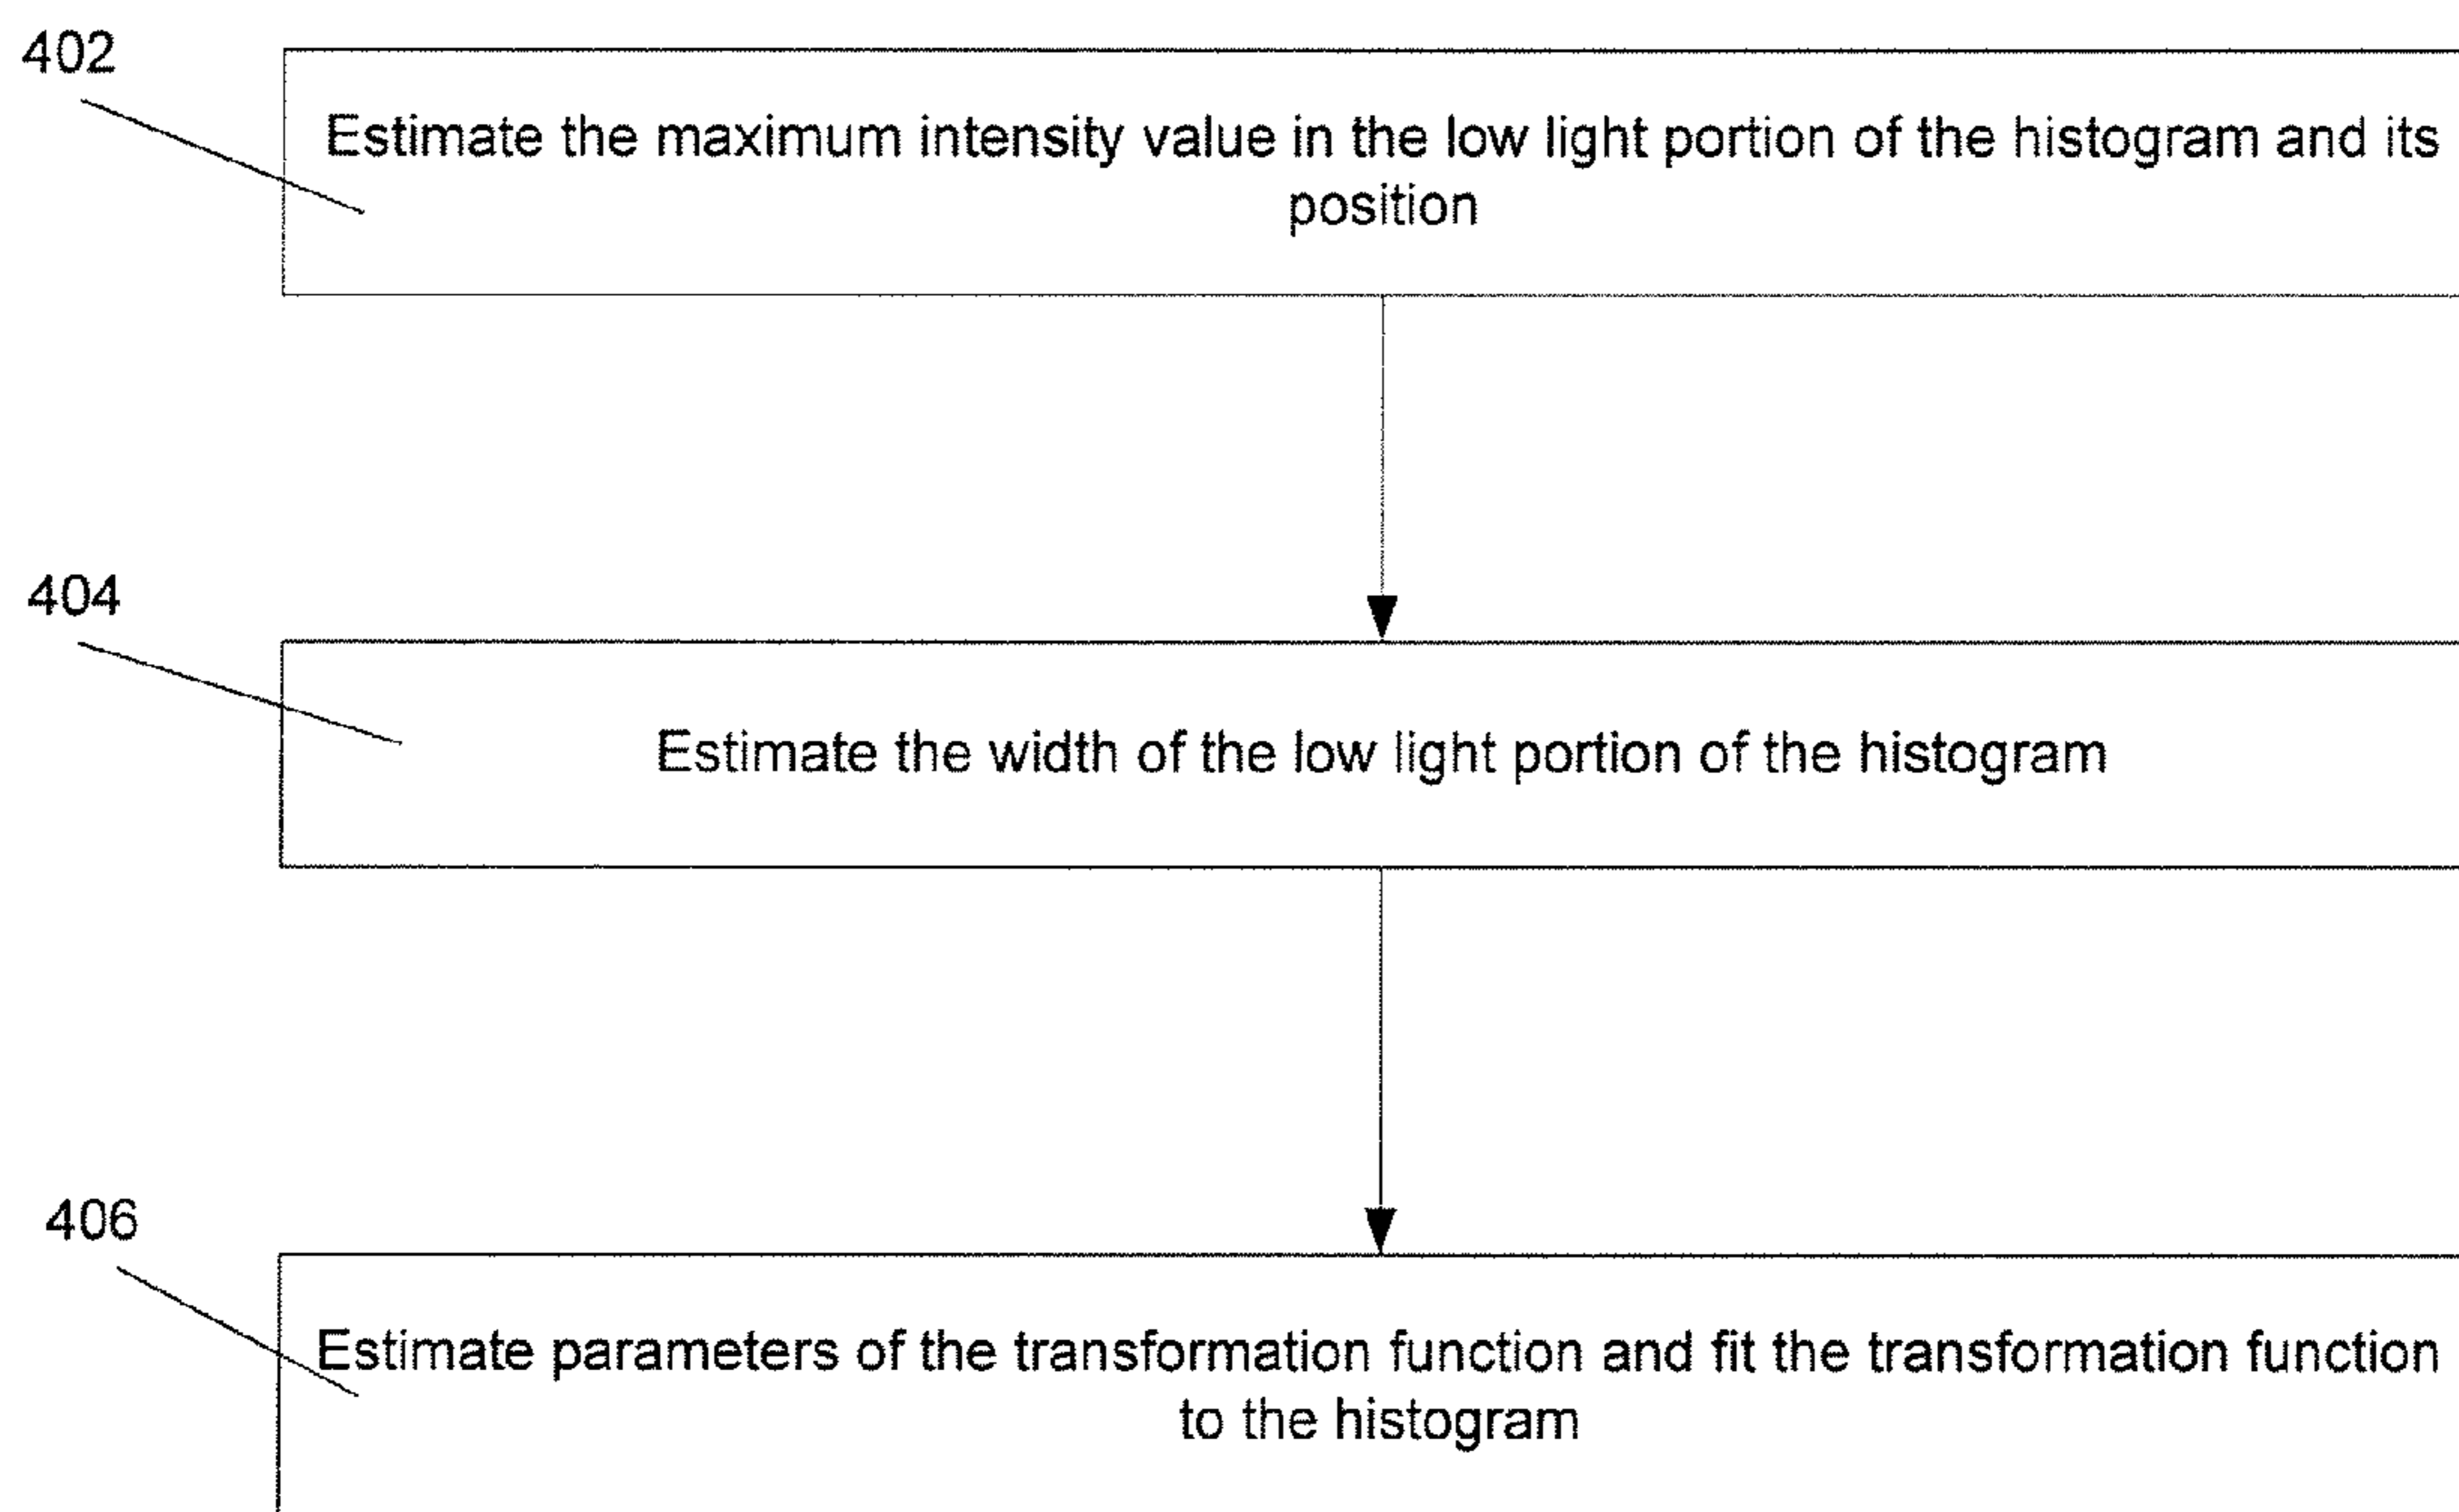 402
Estimate the maximum intensity value in the low light portion of the histogram and its
position
404
Estimate the width of the low light portion of the histogram
406
Estimate parameters of the transformation function and fit the transformation function
to the histogram